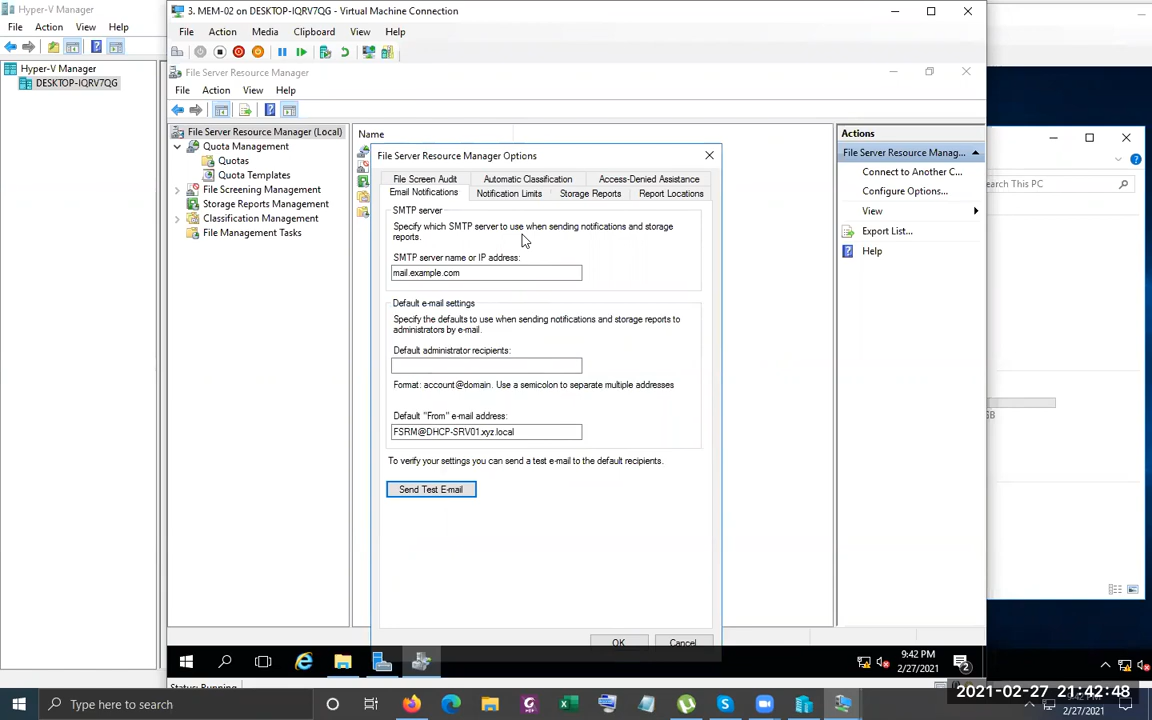 Hyper-V Manager
File Action View Help
Hyper-V Manager
DESKTOP-IQRV7QG
3. MEM-02 on DESKTOP-IQRV7QG - Virtual Machine Connection
File Action Media Clipboard View Help
File Server Resource Manager
File Action View Help
File Server Resource Manager (Local)
Quota Management
Quotas
Quota Templates
File Screening Management
Storage Reports Management
Classification Management
File Management Tasks
Name
File Server Resource Manager Options
File Screen Audit Automatic Classification Access-Denied Assistance
Email Notifications Notification Limits Storage Reports Report Locations
SMTP server
Specify which SMTP server to use when sending notifications and storage
reports.
SMTP server name or IP address:
mail.example.com
Default e-mail settings
Specify the defaults to use when sending notifications and storage reports to
administrators by e-mail.
Default administrator recipients:
Format: account@domain. Use a semicolon to separate multiple addresses
Default "From" e-mail address:
FSRM@DHCP-SRV01.xyz.local
To verify your settings you can send a test e-mail to the default recipients.
Send Test E-mail
OK Cancel
Actions
File Server Resource Manag...
Connect to Another C...
Configure Options...
View
Export List...
Help
earch This PC
GB
9:42 PM
2/27/2021
2
Status: Running
2021-02-27 21:42:48
Type here to search
2/27/2021